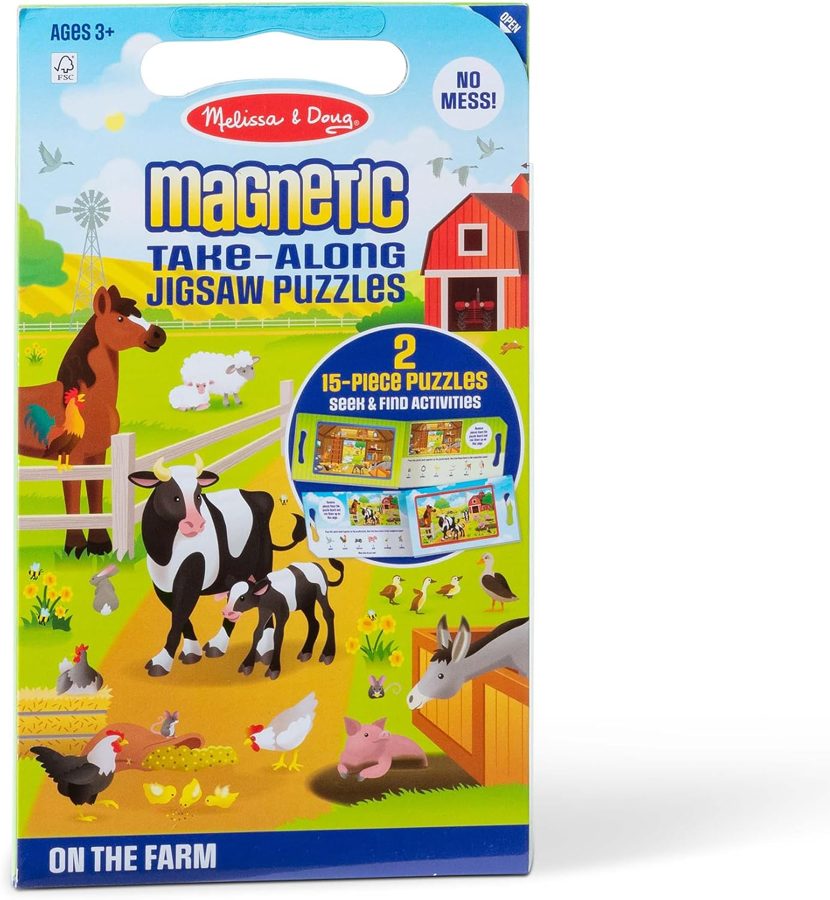 AGES 3+
FSC
OPEN
NO
MESS!
Melissa & Doug
MAGNETIC
TAKE-ALONG
JIGSAW PUZZLES
2
15-PIECE PUZZLES
SEEK & FIND ACTIVITIES
ON THE FARM